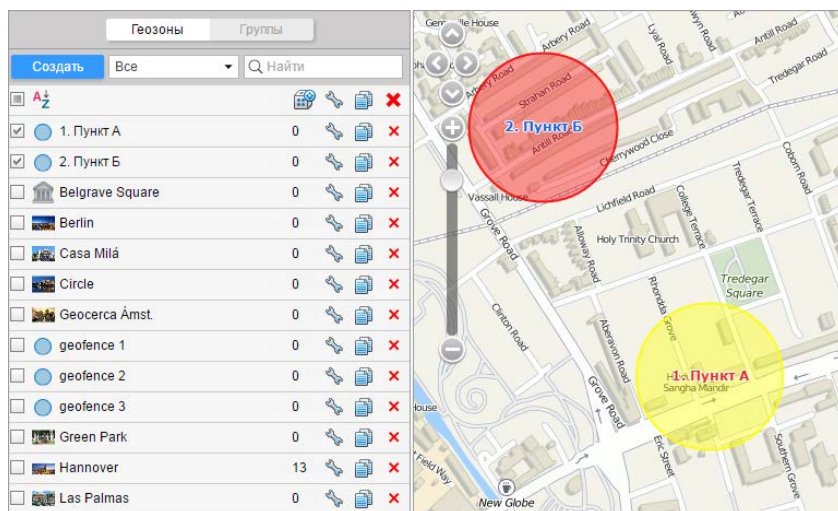 Геозоны
Группы
Создать
Все
Найти
1. Пункт А
0
2. Пункт Б
0
Belgrave Square
0
Berlin
0
Casa Milá
0
Circle
0
Geocerca Ámst.
0
geofence 1
0
geofence 2
0
geofence 3
0
Green Park
0
Hannover
13
Las Palmas
0
House
Arbery Road
Lyal Road
Antill Road
Tredegar Road
Arbery Road
Strahan Road
2. Пункт Б
Antill Road
Cherrywood Close
Coborn Road
Vassall House
Lichfield Road
College Terrace
Tredegar Terrace
Grove Road
Alloway Road
Holy Trinity Church
Tredegar
Square
Rhondda Grove
Clinton Road
Aberavon Road
1. Пункт А
Sangha Mandir
Grove Road
House
Eric Street
Southern Grove
Field Way
New Globe